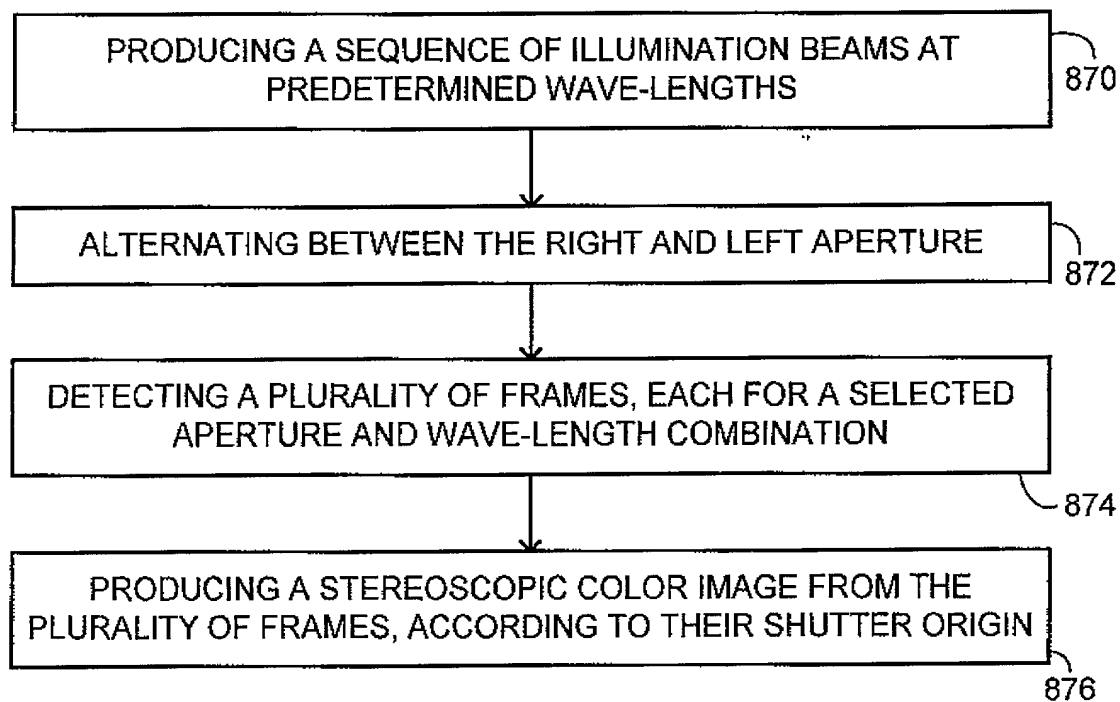 PRODUCING A SEQUENCE OF ILLUMINATION BEAMS AT
PREDETERMINED WAVE-LENGTHS
870
ALTERNATING BETWEEN THE RIGHT AND LEFT APERTURE
872
DETECTING A PLURALITY OF FRAMES, EACH FOR A SELECTED
APERTURE AND WAVE-LENGTH COMBINATION
874
PRODUCING A STEREOSCOPIC COLOR IMAGE FROM THE
PLURALITY OF FRAMES, ACCORDING TO THEIR SHUTTER ORIGIN
876